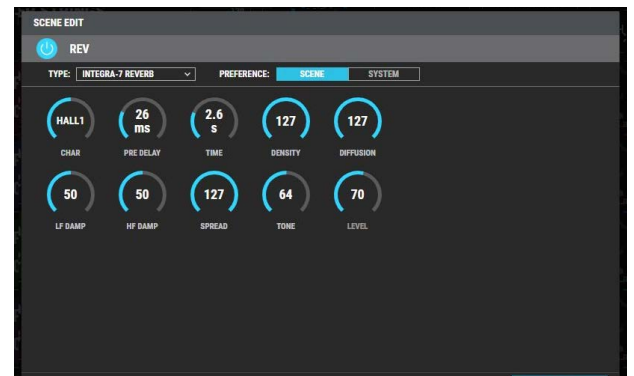 SCENE EDIT
REV
TYPE: INTEGRA-7 REVERB PREFERENCE: SCENE SYSTEM
HALL1 26 ms 2.6 s 127 127
CHAR PRE DELAY TIME DENSITY DIFFUSION
50 50 127 64 70
LF DAMP HF DAMP SPREAD TONE LEVEL